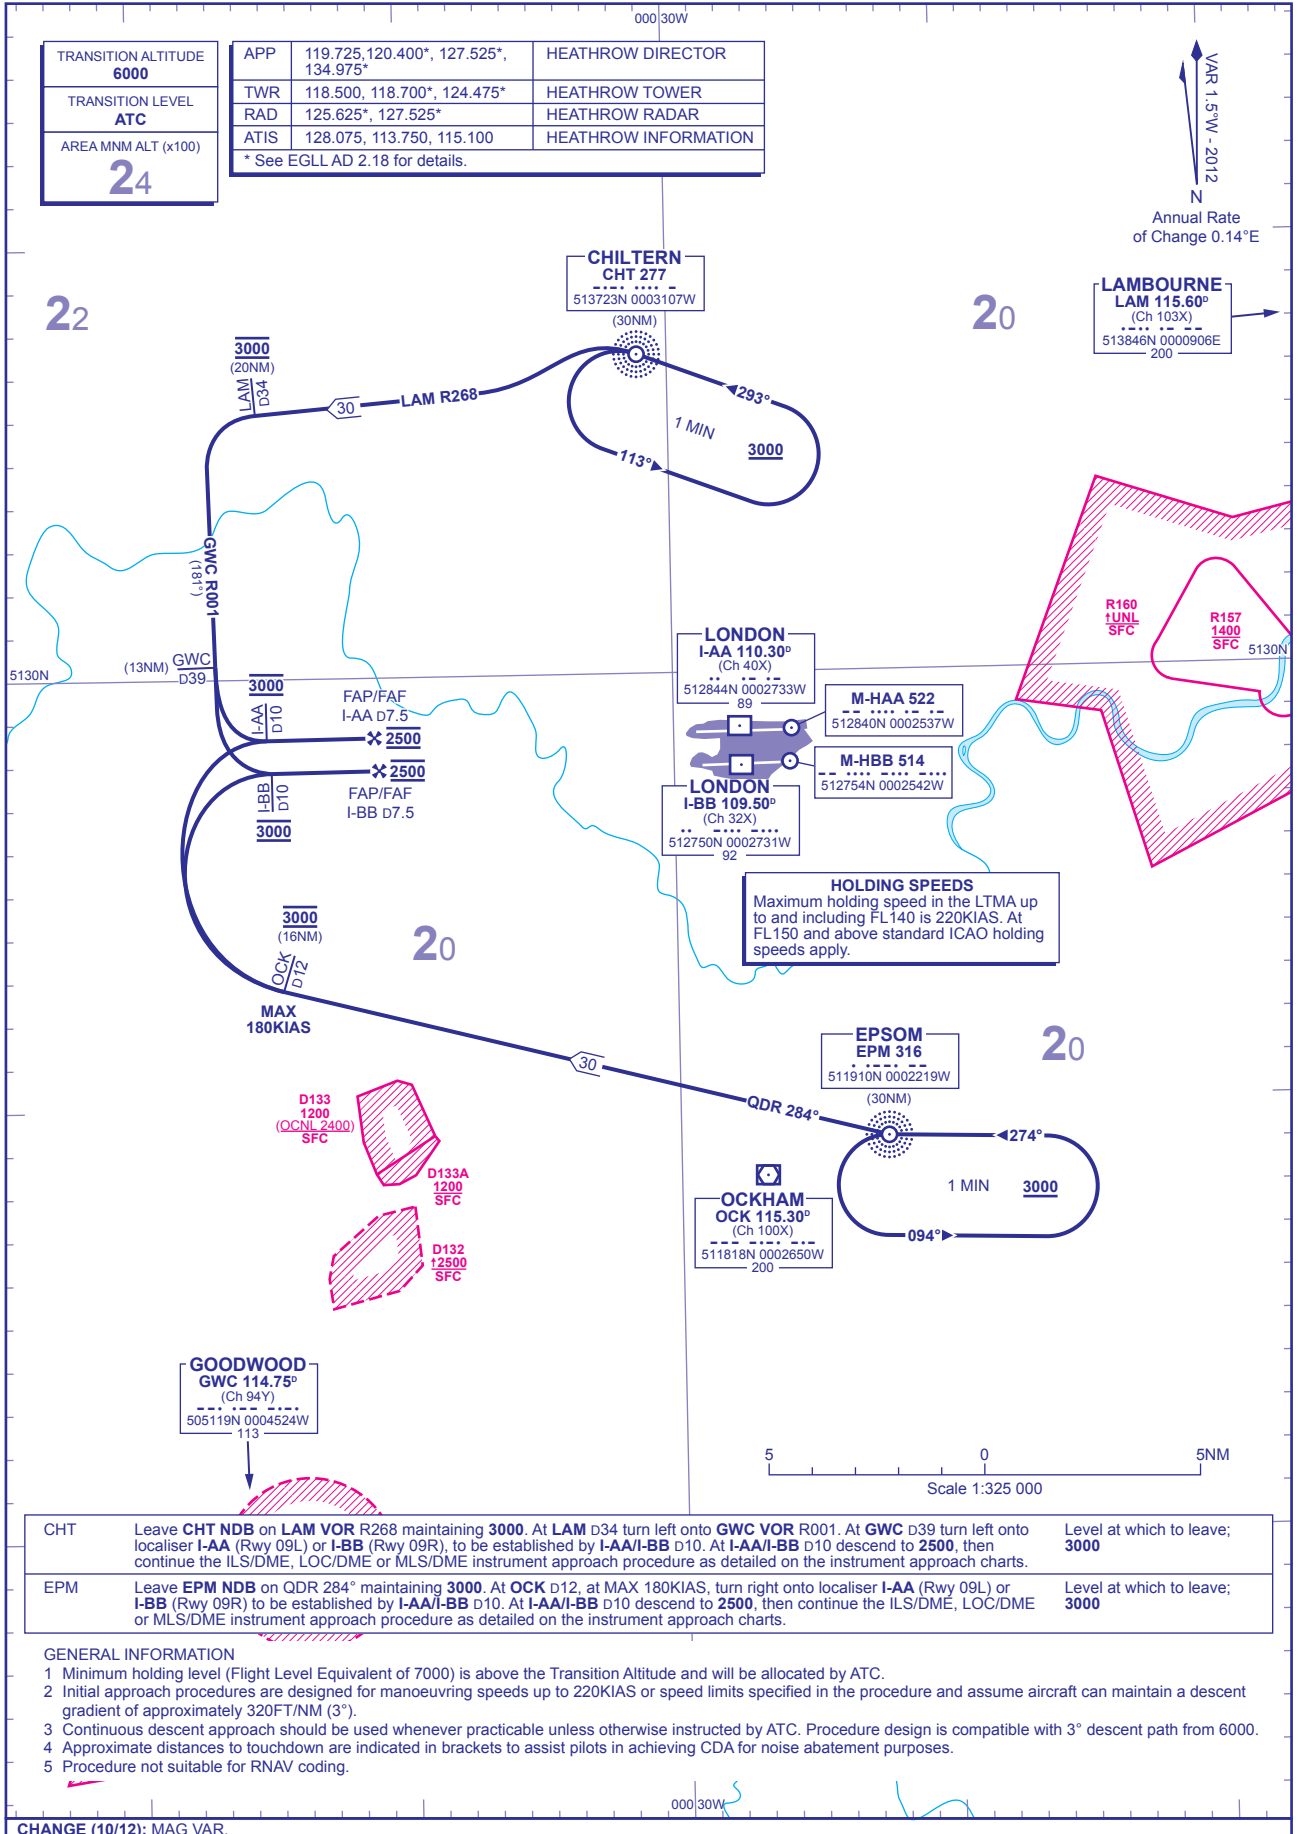 000 30W
TRANSITION ALTITUDE
6000
TRANSITION LEVEL
ATC
AREA MNM ALT (x100)
24
APP 119.725,120.400*, 127.525*, HEATHROW DIRECTOR
134.975*
TWR 118.500, 118.700*, 124.475* HEATHROW TOWER
RAD 125.625*, 127.525* HEATHROW RADAR
ATIS 128.075, 113.750, 115.100 HEATHROW INFORMATION
* See EGLL AD 2.18 for details.
VAR 1.5°W - 2012
N
Annual Rate
of Change 0.14°E
CHILTERN
CHT 277
513723N 0003107W
(30NM)
LAMBOURNE
LAM 115.60D
(Ch 103X)
513846N 0000906E
200
22
20
3000
(20NM)
LAM
D34
30
LAM R268
293°
1 MIN
3000
113°
GWC R001
(181°)
R160
↑UNL
SFC
R157
1400
SFC
5130N
5130N
(13NM)
GWC
D39
3000
I-AA
D10
FAP/FAF
I-AA D7.5
2500
2500
FAP/FAF
I-BB D7.5
I-BB
D10
3000
LONDON
I-AA 110.30D
(Ch 40X)
512844N 0002733W
89
M-HAA 522
512840N 0002537W
M-HBB 514
512754N 0002542W
LONDON
I-BB 109.50D
(Ch 32X)
512750N 0002731W
92
HOLDING SPEEDS
Maximum holding speed in the LTMA up
to and including FL140 is 220KIAS. At
FL150 and above standard ICAO holding
speeds apply.
3000
(16NM)
OCK
D12
20
MAX
180KIAS
30
QDR 284°
EPSOM
EPM 316
511910N 0002219W
(30NM)
20
274°
1 MIN
3000
094°
OCKHAM
OCK 115.30D
(Ch 100X)
511818N 0002650W
200
D133
1200
(OCNL 2400)
SFC
D133A
1200
SFC
D132
↑2500
SFC
GOODWOOD
GWC 114.75D
(Ch 94Y)
505119N 0004524W
113
5 0 5NM
Scale 1:325 000
CHT Leave CHT NDB on LAM VOR R268 maintaining 3000. At LAM D34 turn left onto GWC VOR R001. At GWC D39 turn left onto Level at which to leave;
localiser I-AA (Rwy 09L) or I-BB (Rwy 09R), to be established by I-AA/I-BB D10. At I-AA/I-BB D10 descend to 2500, then 3000
continue the ILS/DME, LOC/DME or MLS/DME instrument approach procedure as detailed on the instrument approach charts.
EPM Leave EPM NDB on QDR 284° maintaining 3000. At OCK D12, at MAX 180KIAS, turn right onto localiser I-AA (Rwy 09L) or Level at which to leave;
I-BB (Rwy 09R) to be established by I-AA/I-BB D10. At I-AA/I-BB D10 descend to 2500, then continue the ILS/DME, LOC/DME 3000
or MLS/DME instrument approach procedure as detailed on the instrument approach charts.
GENERAL INFORMATION
1 Minimum holding level (Flight Level Equivalent of 7000) is above the Transition Altitude and will be allocated by ATC.
2 Initial approach procedures are designed for manoeuvring speeds up to 220KIAS or speed limits specified in the procedure and assume aircraft can maintain a descent
gradient of approximately 320FT/NM (3°).
3 Continuous descent approach should be used whenever practicable unless otherwise instructed by ATC. Procedure design is compatible with 3° descent path from 6000.
4 Approximate distances to touchdown are indicated in brackets to assist pilots in achieving CDA for noise abatement purposes.
5 Procedure not suitable for RNAV coding.
000 30W
CHANGE (10/12): MAG VAR.